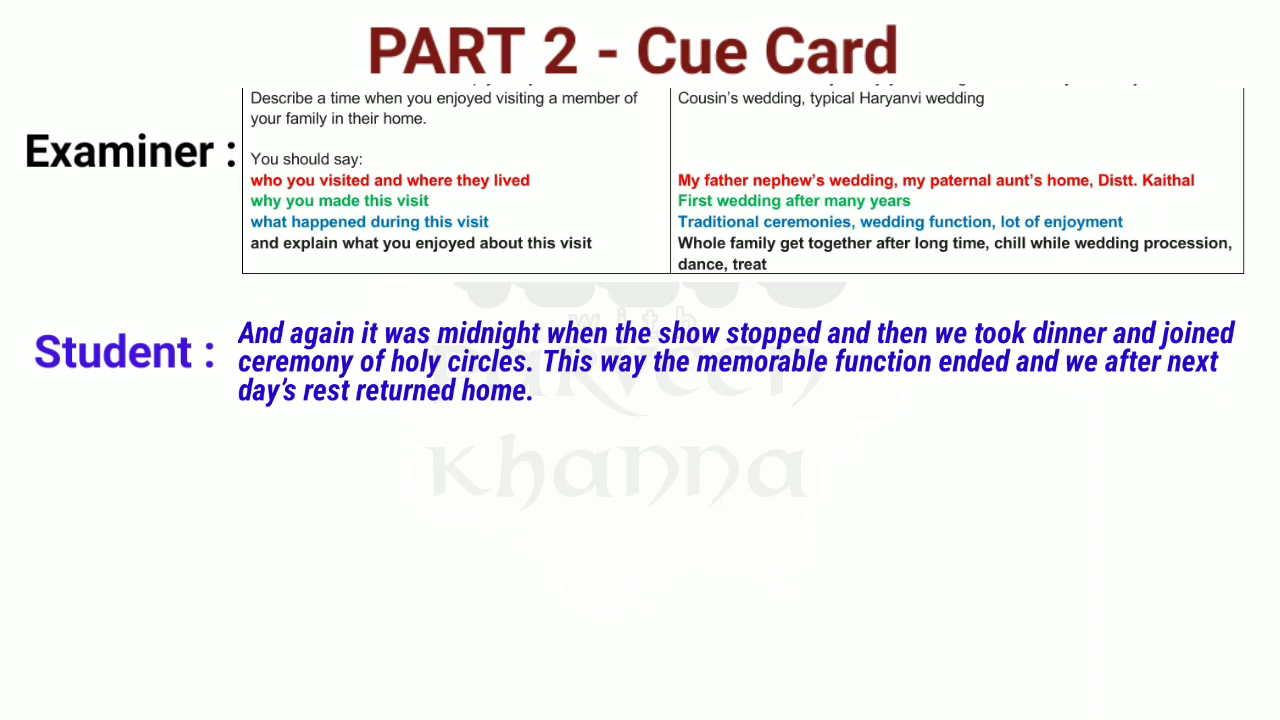 PART 2 - Cue Card
Examiner :
Describe a time when you enjoyed visiting a member of
your family in their home.
You should say:
who you visited and where they lived
why you made this visit
what happened during this visit
and explain what you enjoyed about this visit
Cousin's wedding, typical Haryanvi wedding
My father nephew's wedding, my paternal aunt's home, Distt. Kaithal
First wedding after many years
Traditional ceremonies, wedding function, lot of enjoyment
Whole family get together after long time, chill while wedding procession,
dance, treat
Student :
And again it was midnight when the show stopped and then we took dinner and joined
ceremony of holy circles. This way the memorable function ended and we after next
day's rest returned home.
with
Khanna